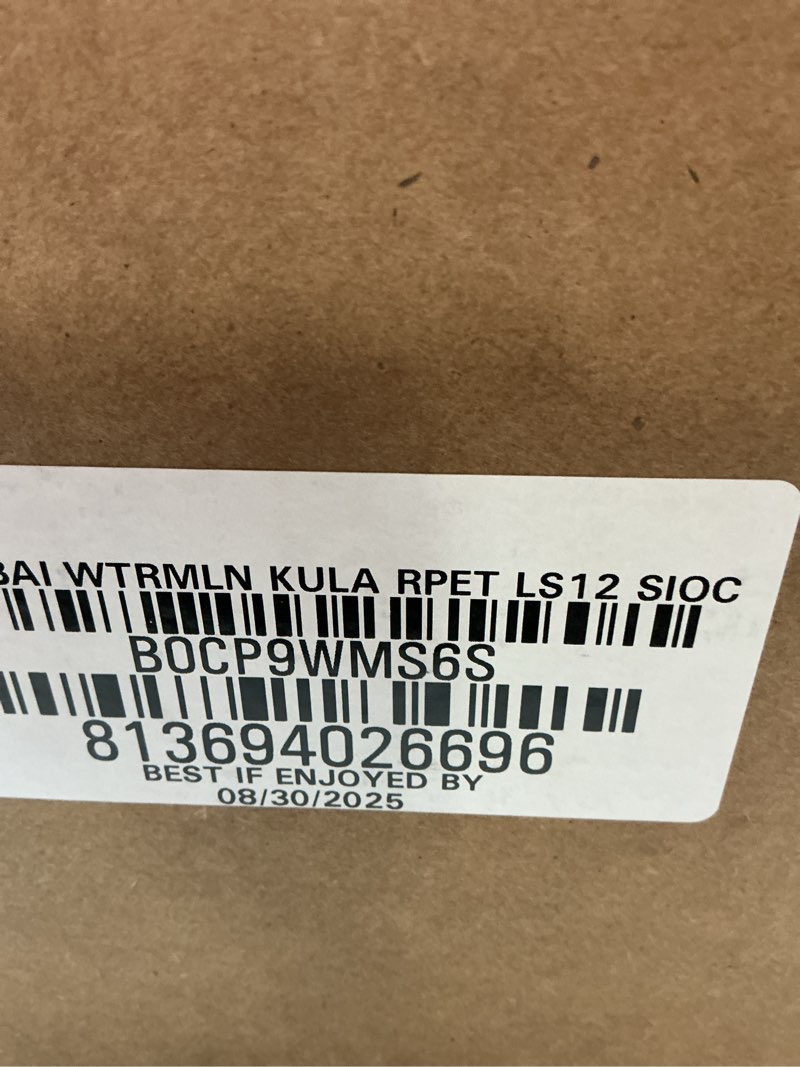 BAI WTRMLN KULA RPET LS12 SIOC
B0CP9WMS6S
813694026696
BEST IF ENJOYED BY
08/30/2025